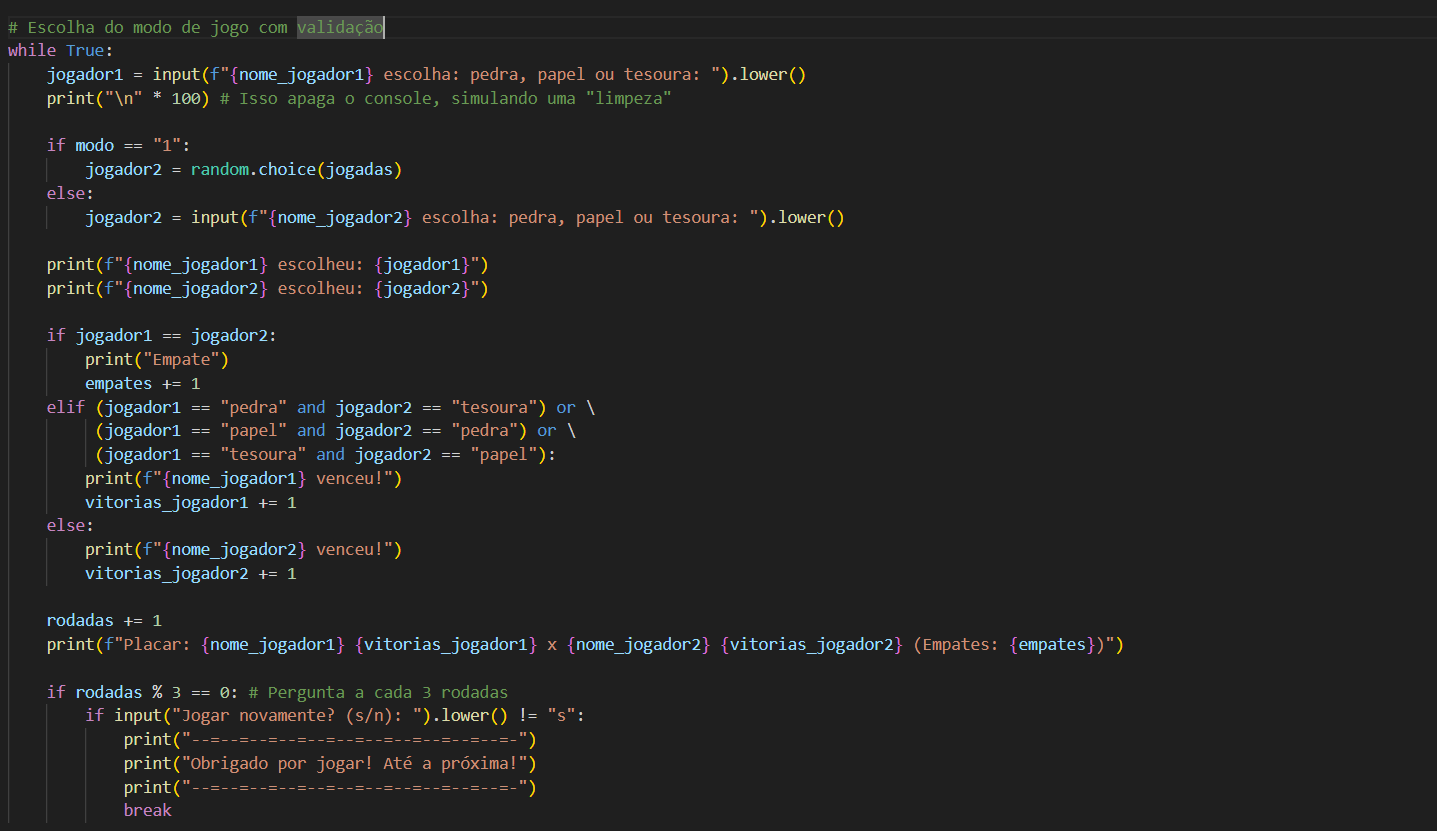 # Escolha do modo de jogo com validação
while True:
    jogador1 = input(f"{nome_jogador1} escolha: pedra, papel ou tesoura: ").lower()
    print("\n" * 100) # Isso apaga o console, simulando uma "limpeza"

    if modo == "1":
        jogador2 = random.choice(jogadas)
    else:
        jogador2 = input(f"{nome_jogador2} escolha: pedra, papel ou tesoura: ").lower()

    print(f"{nome_jogador1} escolheu: {jogador1}")
    print(f"{nome_jogador2} escolheu: {jogador2}")

    if jogador1 == jogador2:
        print("Empate")
        empates += 1
    elif (jogador1 == "pedra" and jogador2 == "tesoura") or \
         (jogador1 == "papel" and jogador2 == "pedra") or \
         (jogador1 == "tesoura" and jogador2 == "papel"):
        print(f"{nome_jogador1} venceu!")
        vitorias_jogador1 += 1
    else:
        print(f"{nome_jogador2} venceu!")
        vitorias_jogador2 += 1

    rodadas += 1
    print(f"Placar: {nome_jogador1} {vitorias_jogador1} x {nome_jogador2} {vitorias_jogador2} (Empates: {empates})")

    if rodadas % 3 == 0: # Pergunta a cada 3 rodadas
        if input("Jogar novamente? (s/n): ").lower() != "s":
            print("--=--=--=--=--=--=--=--=--=--=--=-")
            print("Obrigado por jogar! Até a próxima!")
            print("--=--=--=--=--=--=--=--=--=--=--=-")
            break